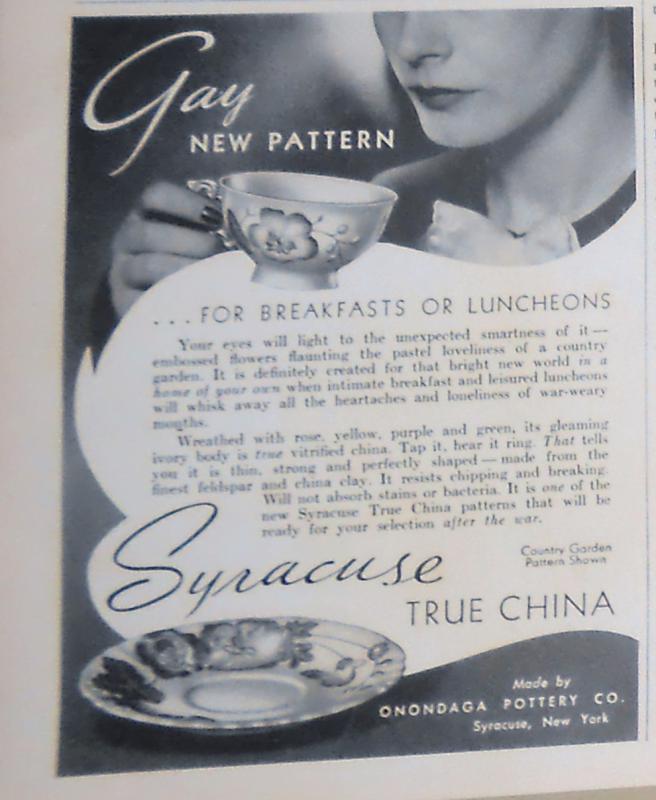 Gay
NEW PATTERN
...FOR BREAKFASTS OR LUNCHEONS
Your eyes will light to the unexpected smartness of it—
embossed flowers flaunting the pastel loveliness of a country
garden. It is definitely created for that bright new world in a
home of your own when intimate breakfast and leisured luncheons
will whisk away all the heartaches and loneliness of war-weary
months.
Wreathed with rose, yellow, purple and green, its gleaming
ivory body is true vitrified china. Tap it, hear it ring. That tells
you it is thin, strong and perfectly shaped—made from the
finest feldspar and china clay. It resists chipping and breaking.
Will not absorb stains or bacteria. It is one of the
new Syracuse True China patterns that will be
ready for your selection after the war.
Country Garden
Pattern Shown
Syracuse
TRUE CHINA
Made by
ONONDAGA POTTERY CO.
Syracuse, New York